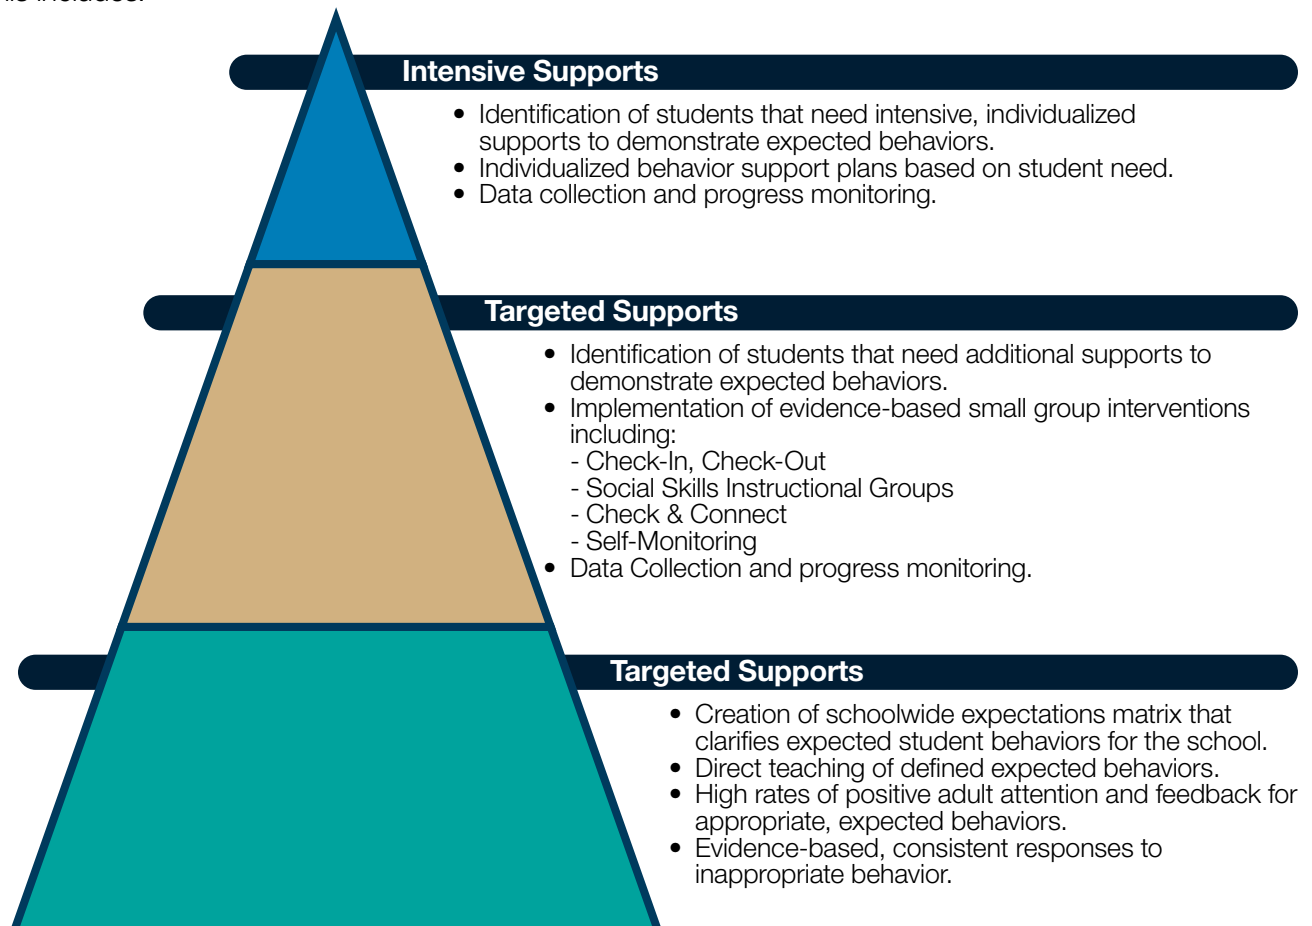 includes:
Intensive Supports
• Identification of students that need intensive, individualized
supports to demonstrate expected behaviors.
• Individualized behavior support plans based on student need.
• Data collection and progress monitoring.
Targeted Supports
• Identification of students that need additional supports to
demonstrate expected behaviors.
• Implementation of evidence-based small group interventions
including:
- Check-In, Check-Out
- Social Skills Instructional Groups
- Check & Connect
- Self-Monitoring
• Data Collection and progress monitoring.
Targeted Supports
• Creation of schoolwide expectations matrix that
clarifies expected student behaviors for the school.
• Direct teaching of defined expected behaviors.
• High rates of positive adult attention and feedback for
appropriate, expected behaviors.
• Evidence-based, consistent responses to
inappropriate behavior.